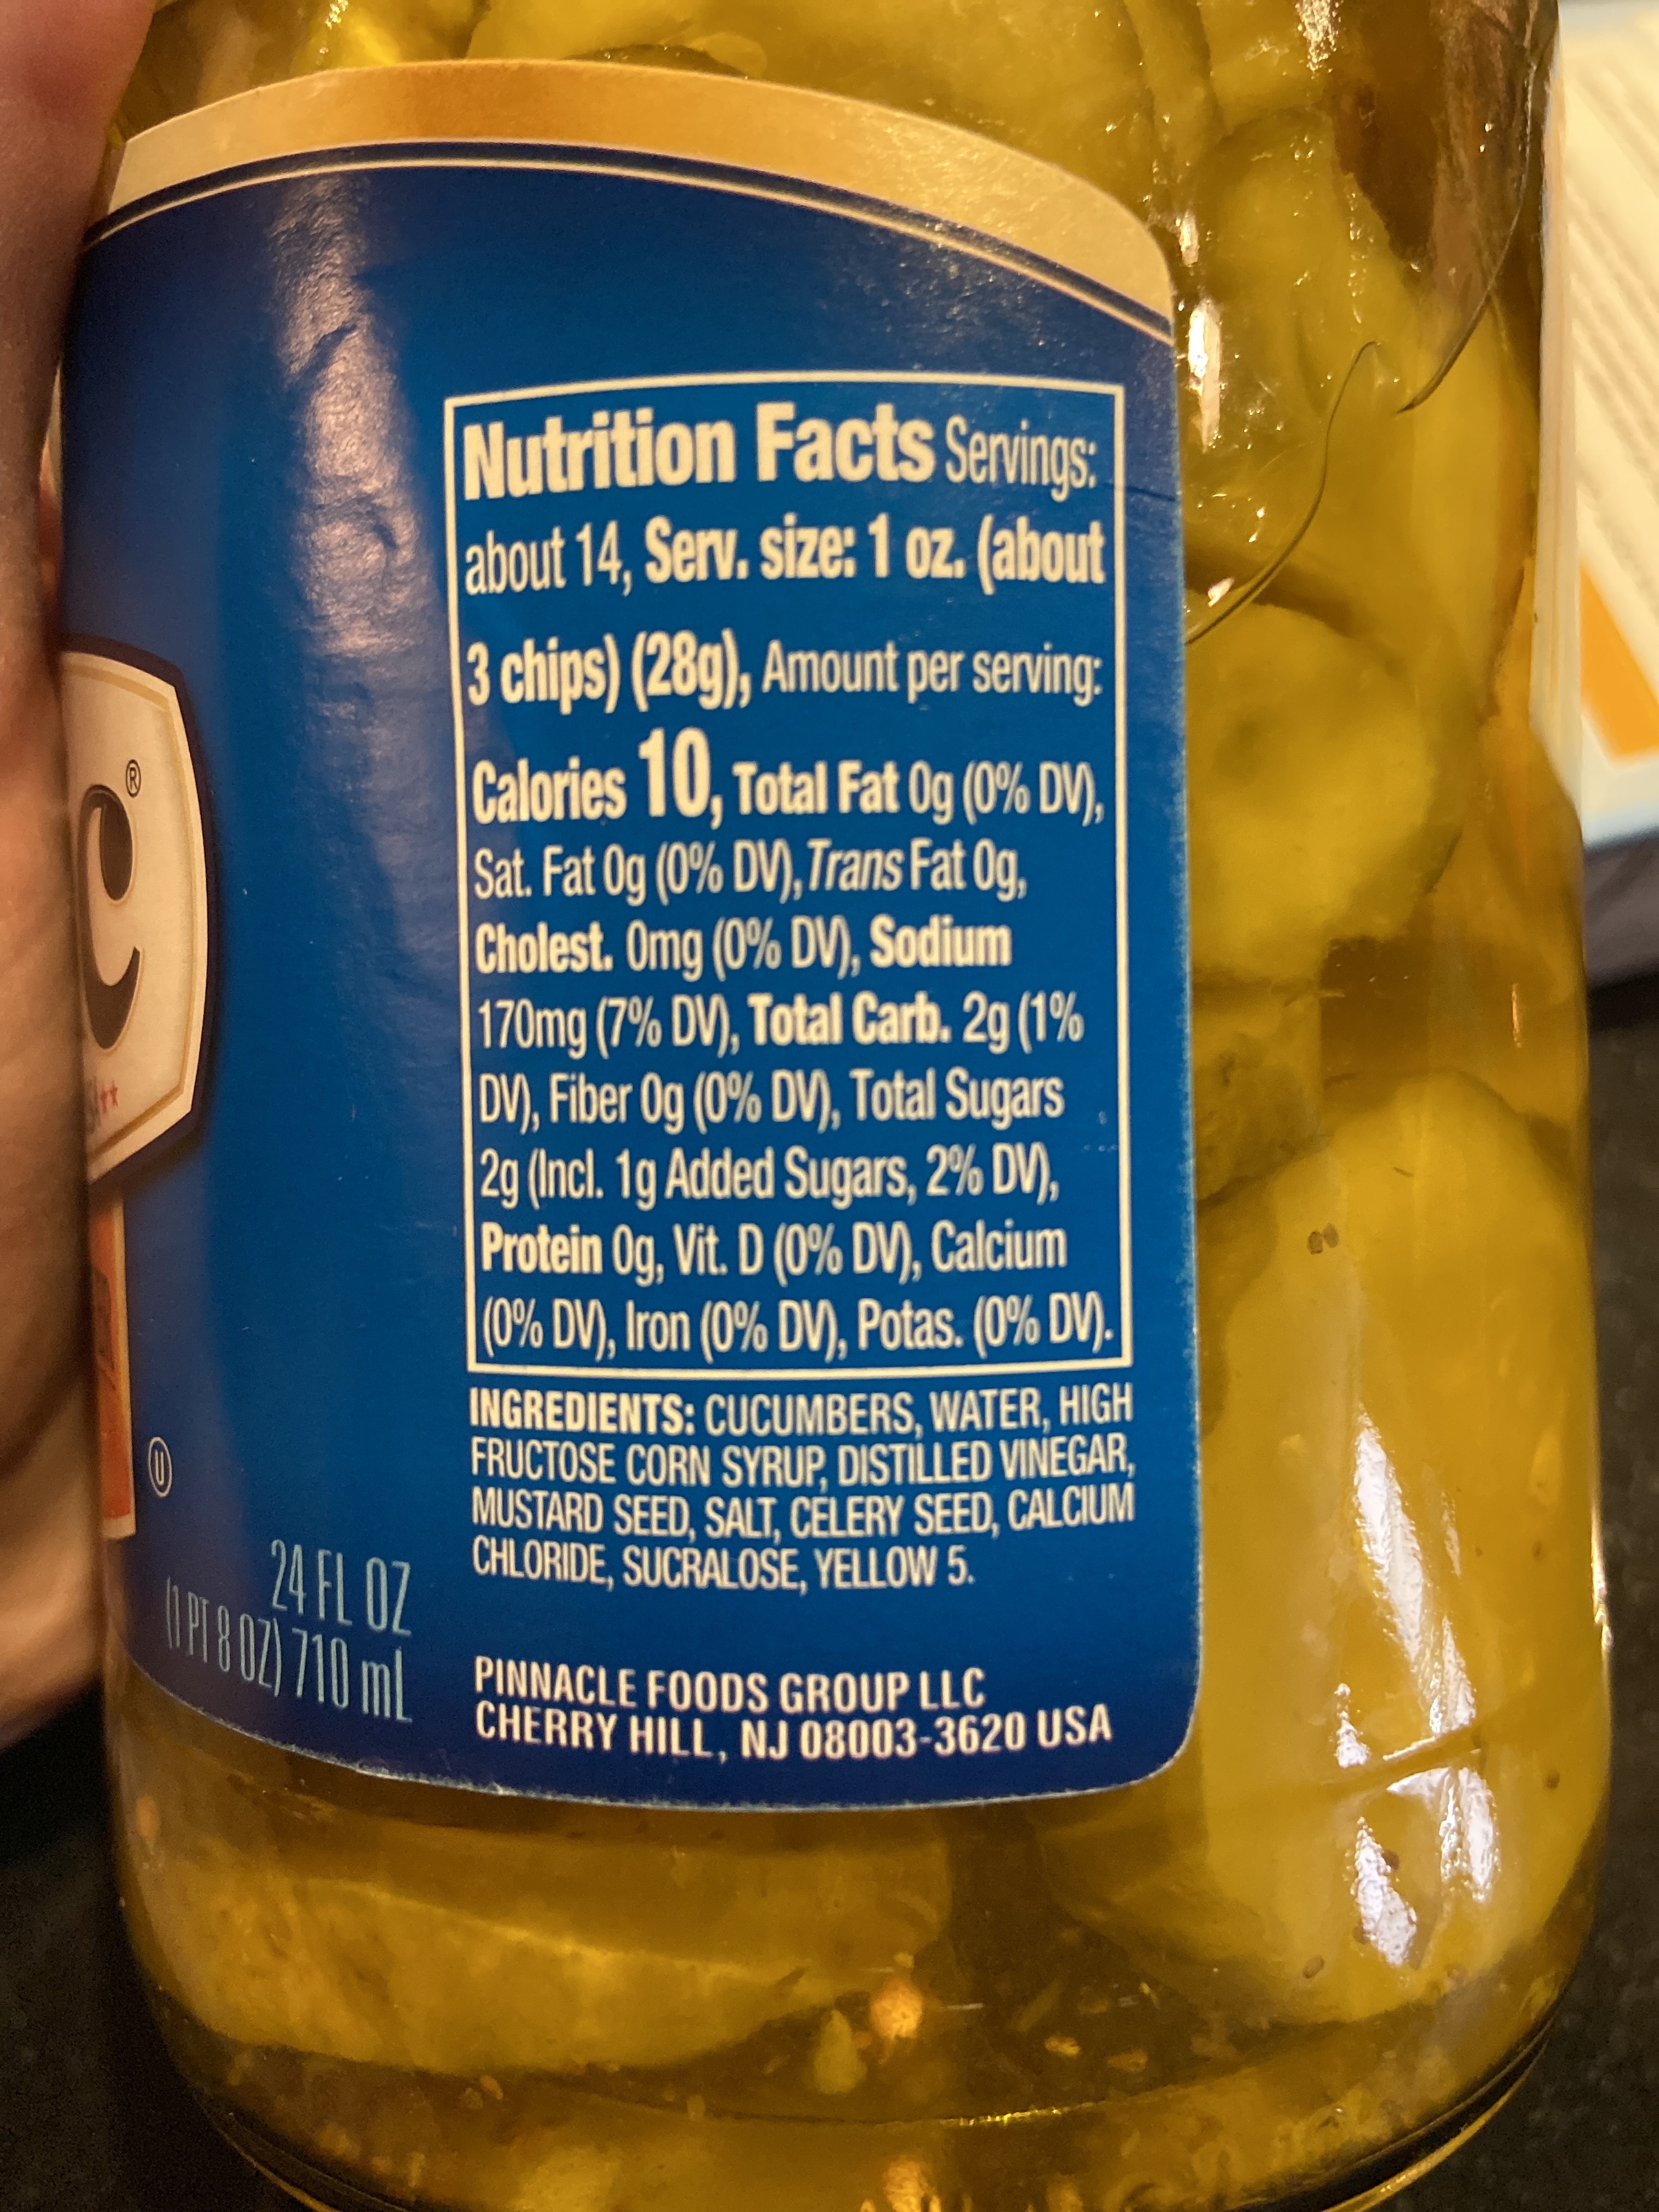 Nutrition Facts Servings:
about 14, Serv. size: 1 oz. (about
3 chips) (28g), Amount per serving:
Calories 10, Total Fat 0g (0% DV),
Sat. Fat 0g (0% DV), Trans Fat 0g,
Cholest. 0mg (0% DV), Sodium
170mg (7% DV), Total Carb. 2g (1%
DV), Fiber 0g (0% DV), Total Sugars
2g (Incl. 1g Added Sugars, 2% DV),
Protein 0g, Vit. D (0% DV), Calcium
(0% DV), Iron (0% DV), Potas. (0% DV).
INGREDIENTS: CUCUMBERS, WATER, HIGH
FRUCTOSE CORN SYRUP, DISTILLED VINEGAR,
MUSTARD SEED, SALT, CELERY SEED, CALCIUM
CHLORIDE, SUCRALOSE, YELLOW 5.
PINNACLE FOODS GROUP LLC
CHERRY HILL, NJ 08003-3620 USA
c®
U
24 FL OZ
(1 PT 8 OZ) 710 mL